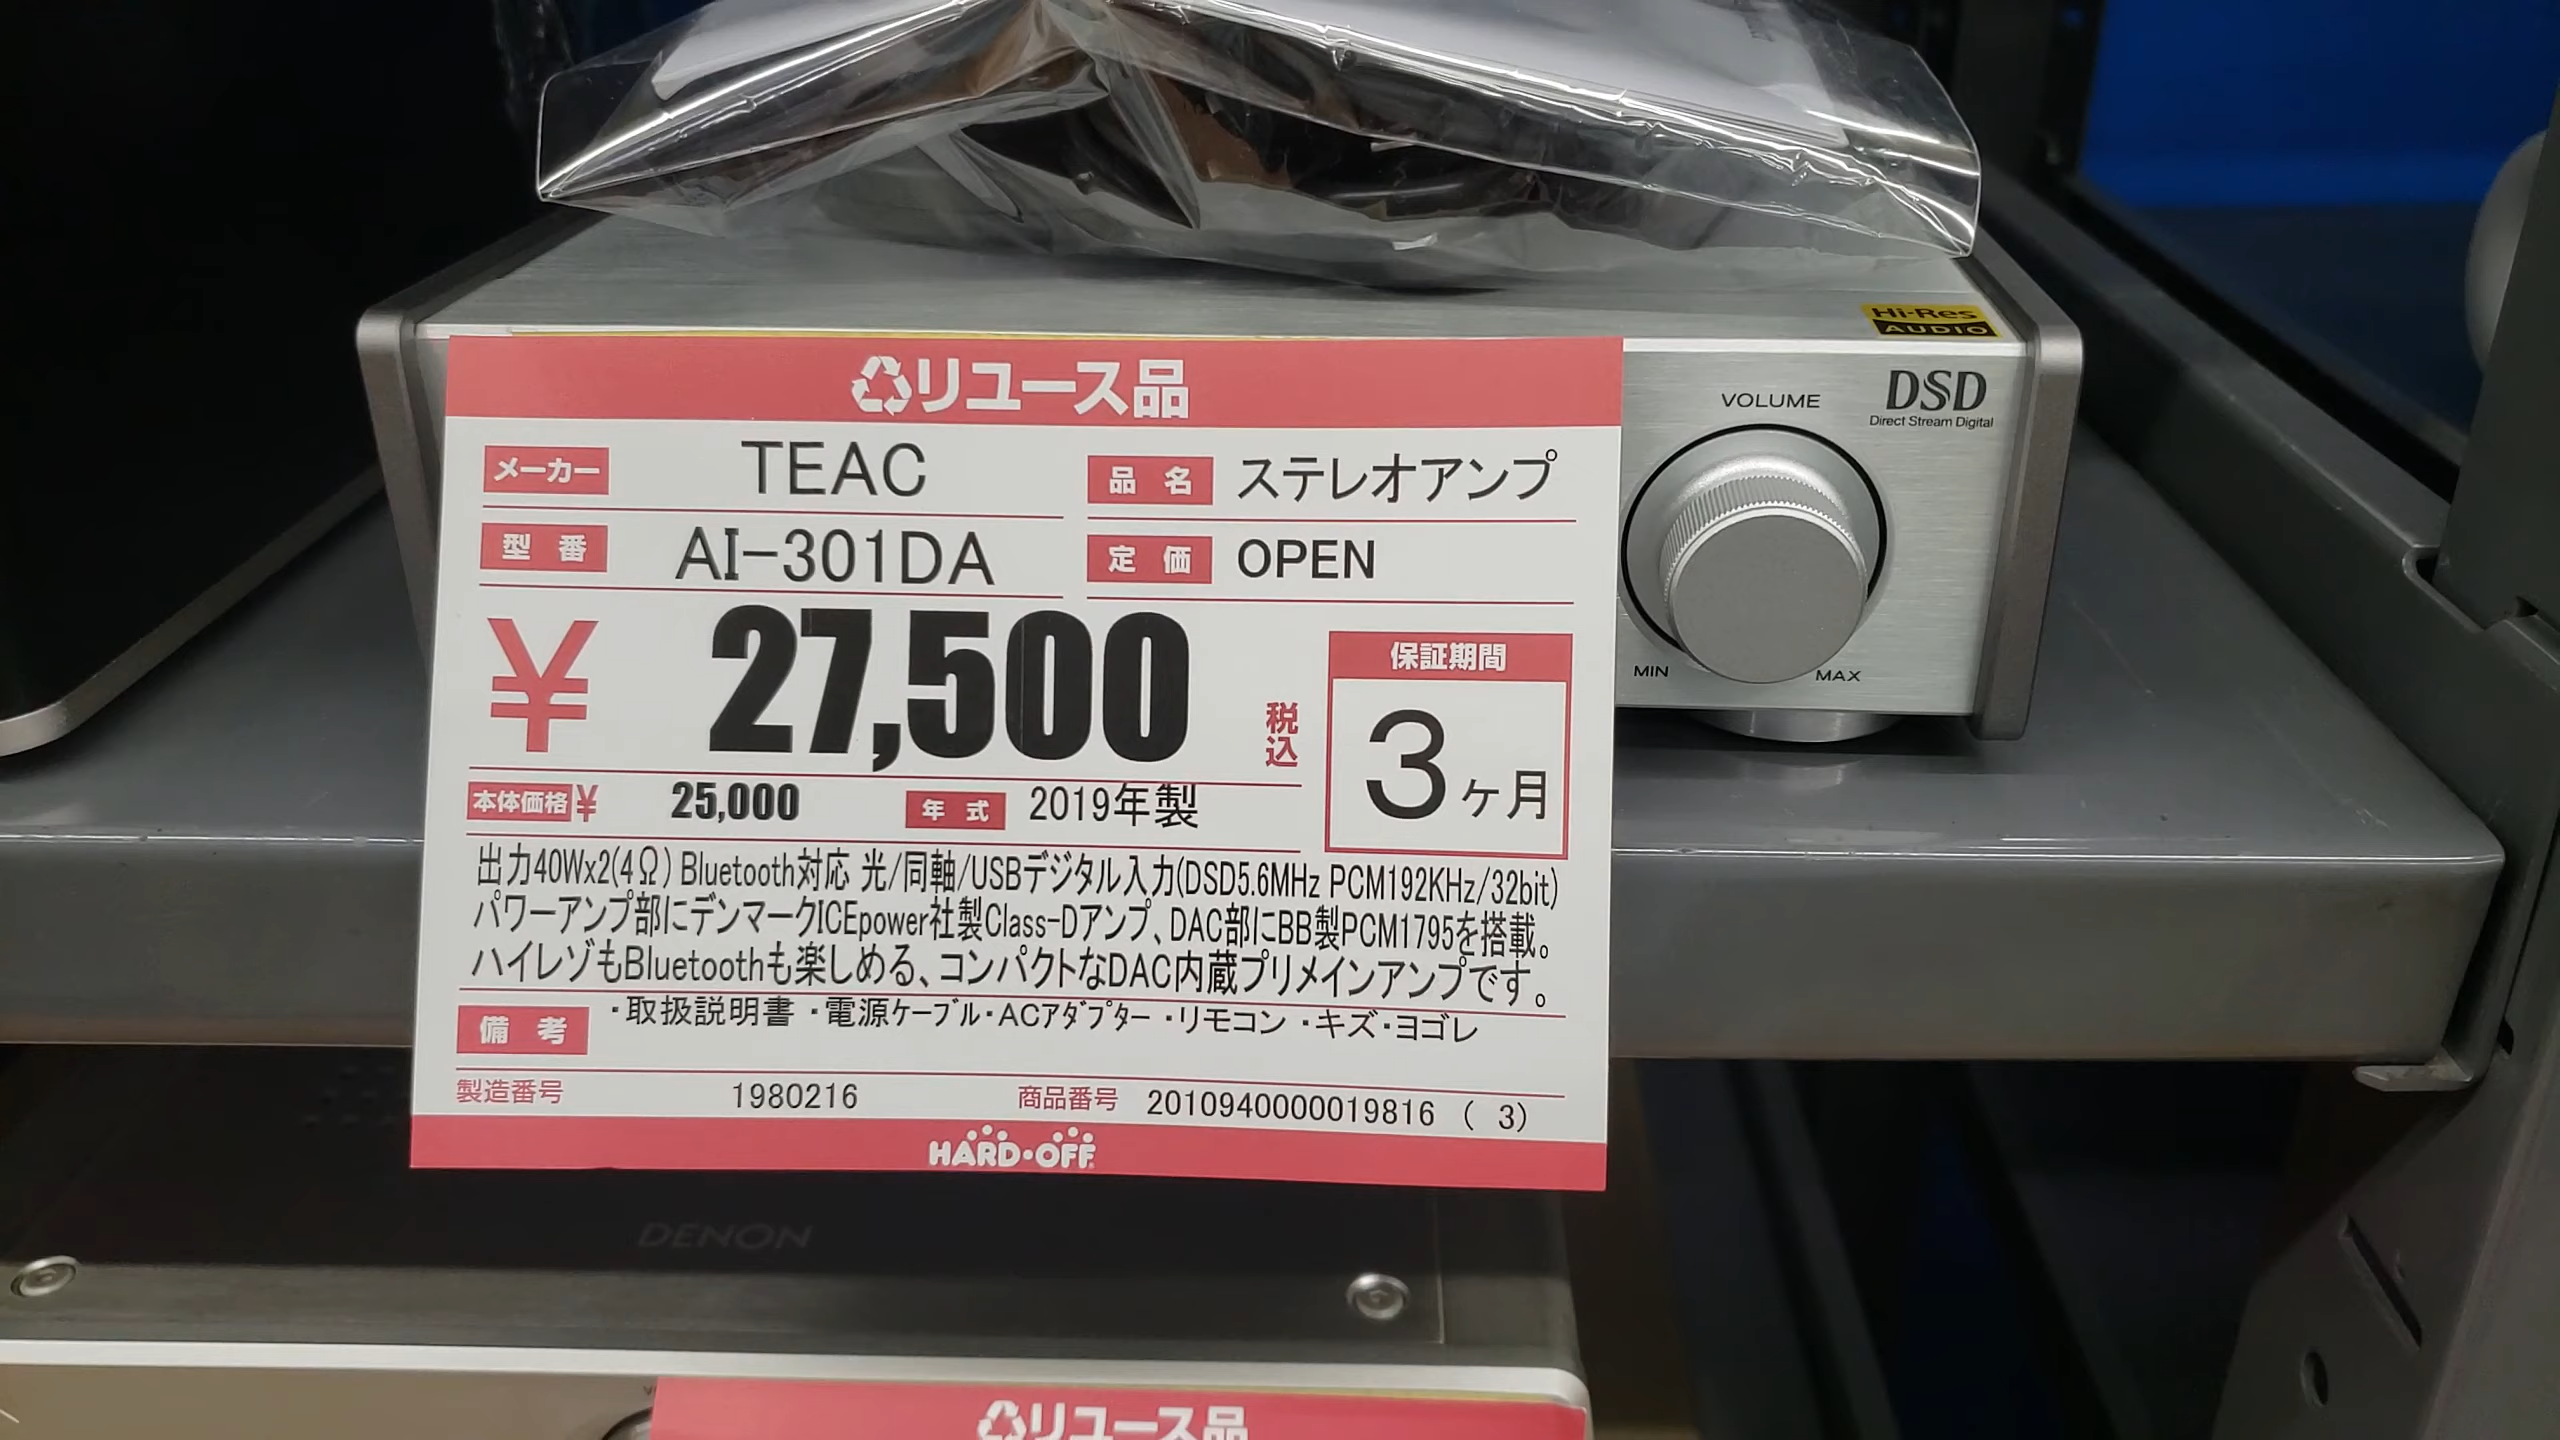 Hi-Res
AUDIO
DSD
Direct Stream Digital
VOLUME
MIN
MAX
リユース品
メーカー TEAC 品名 ステレオアンプ
型番 AI-301DA 定価 OPEN
¥27,500 税込
保証期間
3ヶ月
本体価格¥ 25,000 年式 2019年製
出力40Wx2(4Ω) Bluetooth対応 光/同軸/USBデジタル入力(DSD5.6MHz PCM192KHz/32bit)
パワーアンプ部にデンマークICEpower社製Class-Dアンプ、DAC部にBB製PCM1795を搭載。
ハイレゾもBluetoothも楽しめる、コンパクトなDAC内蔵プリメインアンプです。
備考 ・取扱説明書 ・電源ケーブル・ACアダプター ・リモコン ・キズ・ヨゴレ
製造番号 1980216 商品番号 2010940000019816 ( 3)
HARD・OFF
DENON
リユース品